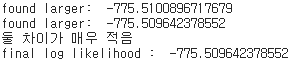 found larger:  -775.5100896717679
found larger:  -775.509642378552
둘 차이가 매우 적음
final log likelihood :  -775.509642378552